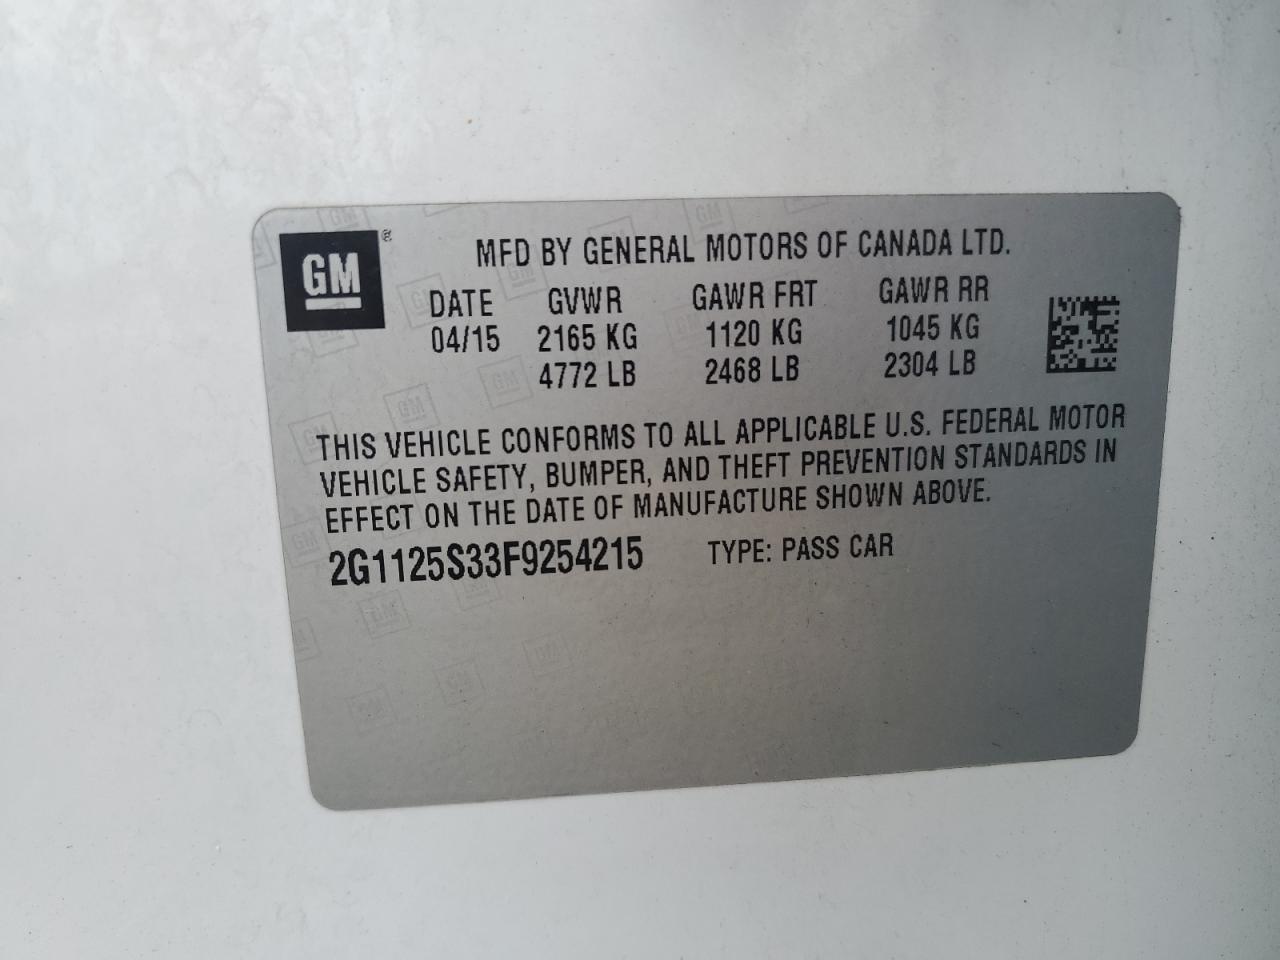 GM ®
MFD BY GENERAL MOTORS OF CANADA LTD.
DATE GVWR GAWR FRT GAWR RR
04/15 2165 KG 1120 KG 1045 KG
4772 LB 2468 LB 2304 LB
THIS VEHICLE CONFORMS TO ALL APPLICABLE U.S. FEDERAL MOTOR
VEHICLE SAFETY, BUMPER, AND THEFT PREVENTION STANDARDS IN
EFFECT ON THE DATE OF MANUFACTURE SHOWN ABOVE.
2G1125S33F9254215 TYPE: PASS CAR